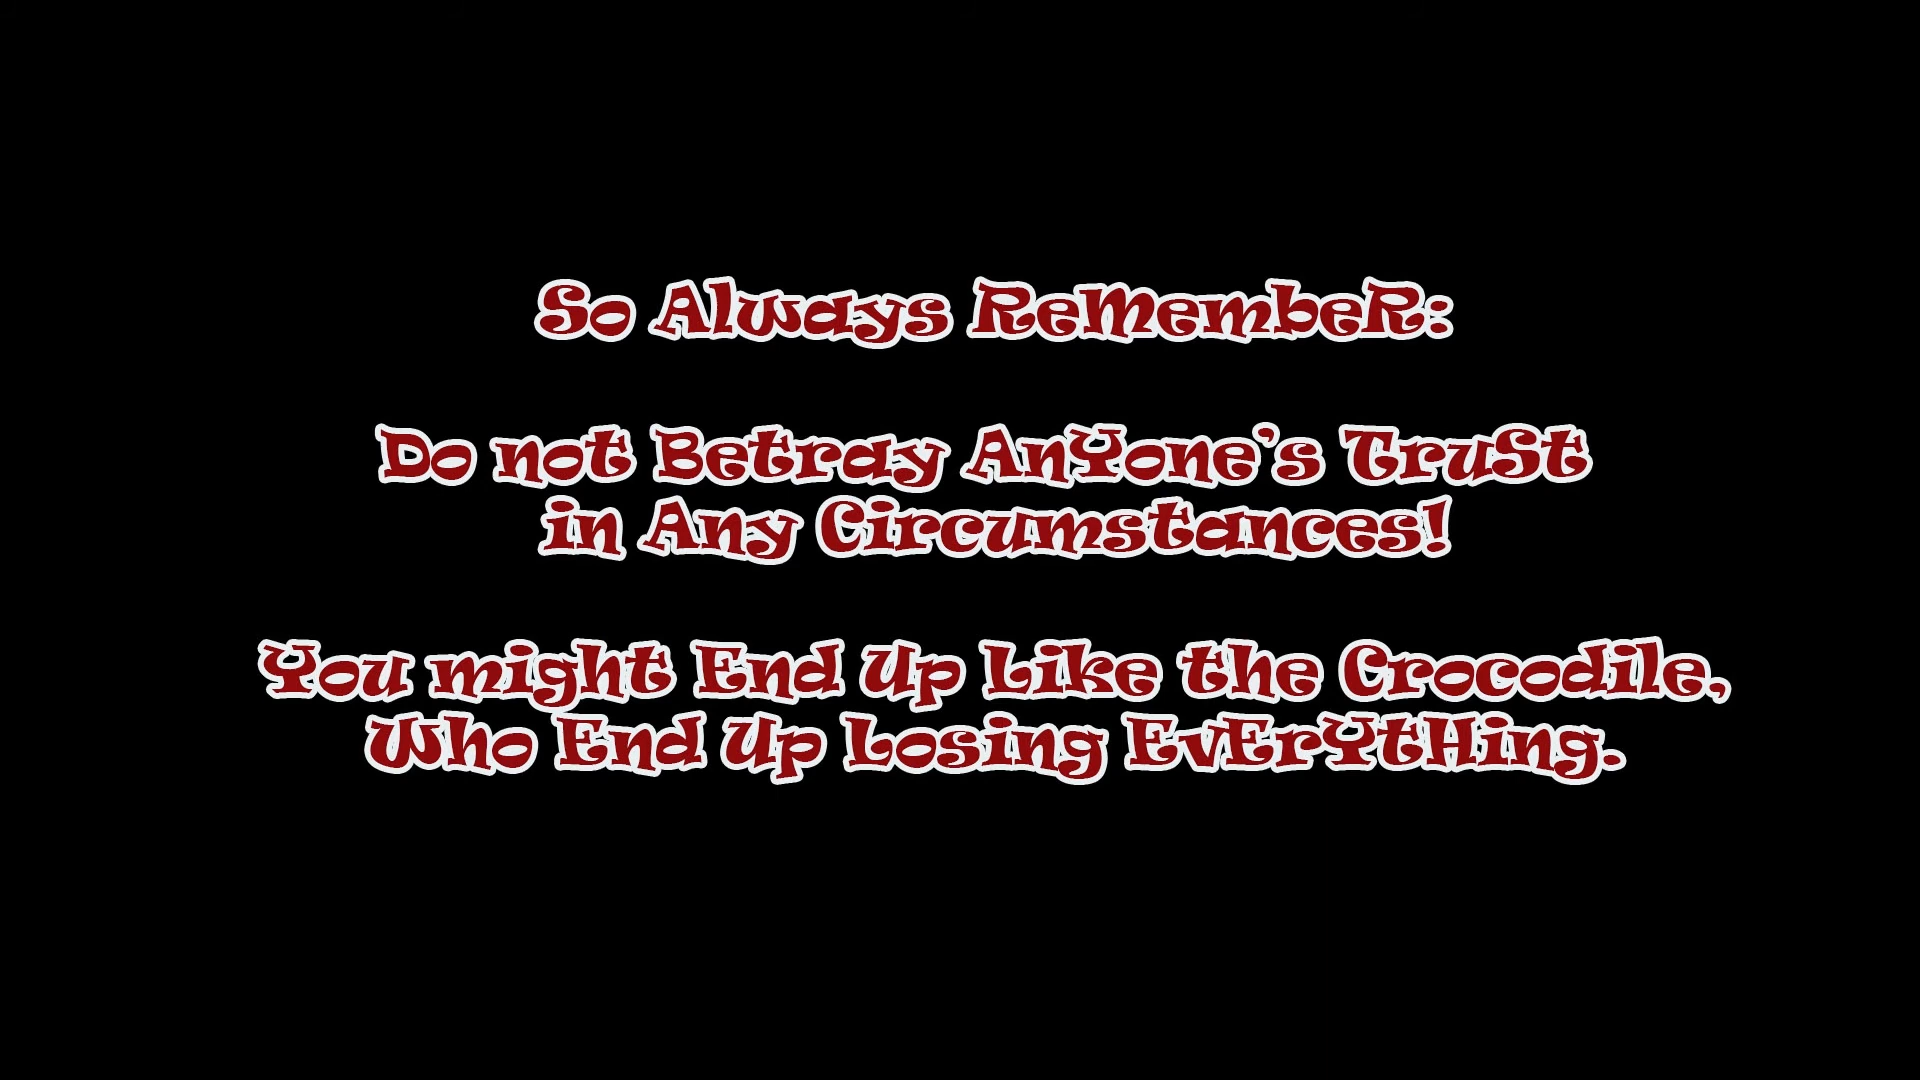 So Always ReMembeR:
Do not Betray AnYone's TruSt
in Any Circumstances!
You might End Up Like the Crocodile,
Who End Up Losing EvErYtHing.